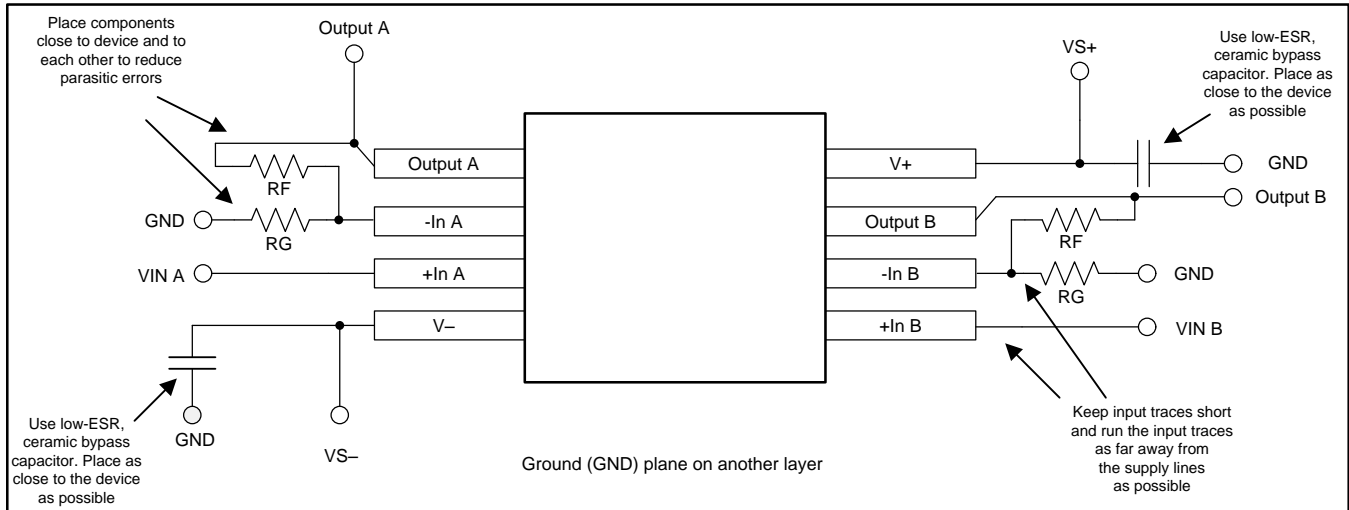 Place components
close to device and to
each other to reduce
parasitic errors
Output A
VS+
Use low-ESR,
ceramic bypass
capacitor. Place as
close to the device
as possible
Output A
V+
GND
RF
Output B
GND
RG
-In A
Output B
RF
VIN A
+In A
-In B
GND
RG
V–
+In B
VIN B
Use low-ESR,
ceramic bypass
capacitor. Place as
close to the device
as possible
GND
VS–
Ground (GND) plane on another layer
Keep input traces short
and run the input traces
as far away from
the supply lines
as possible